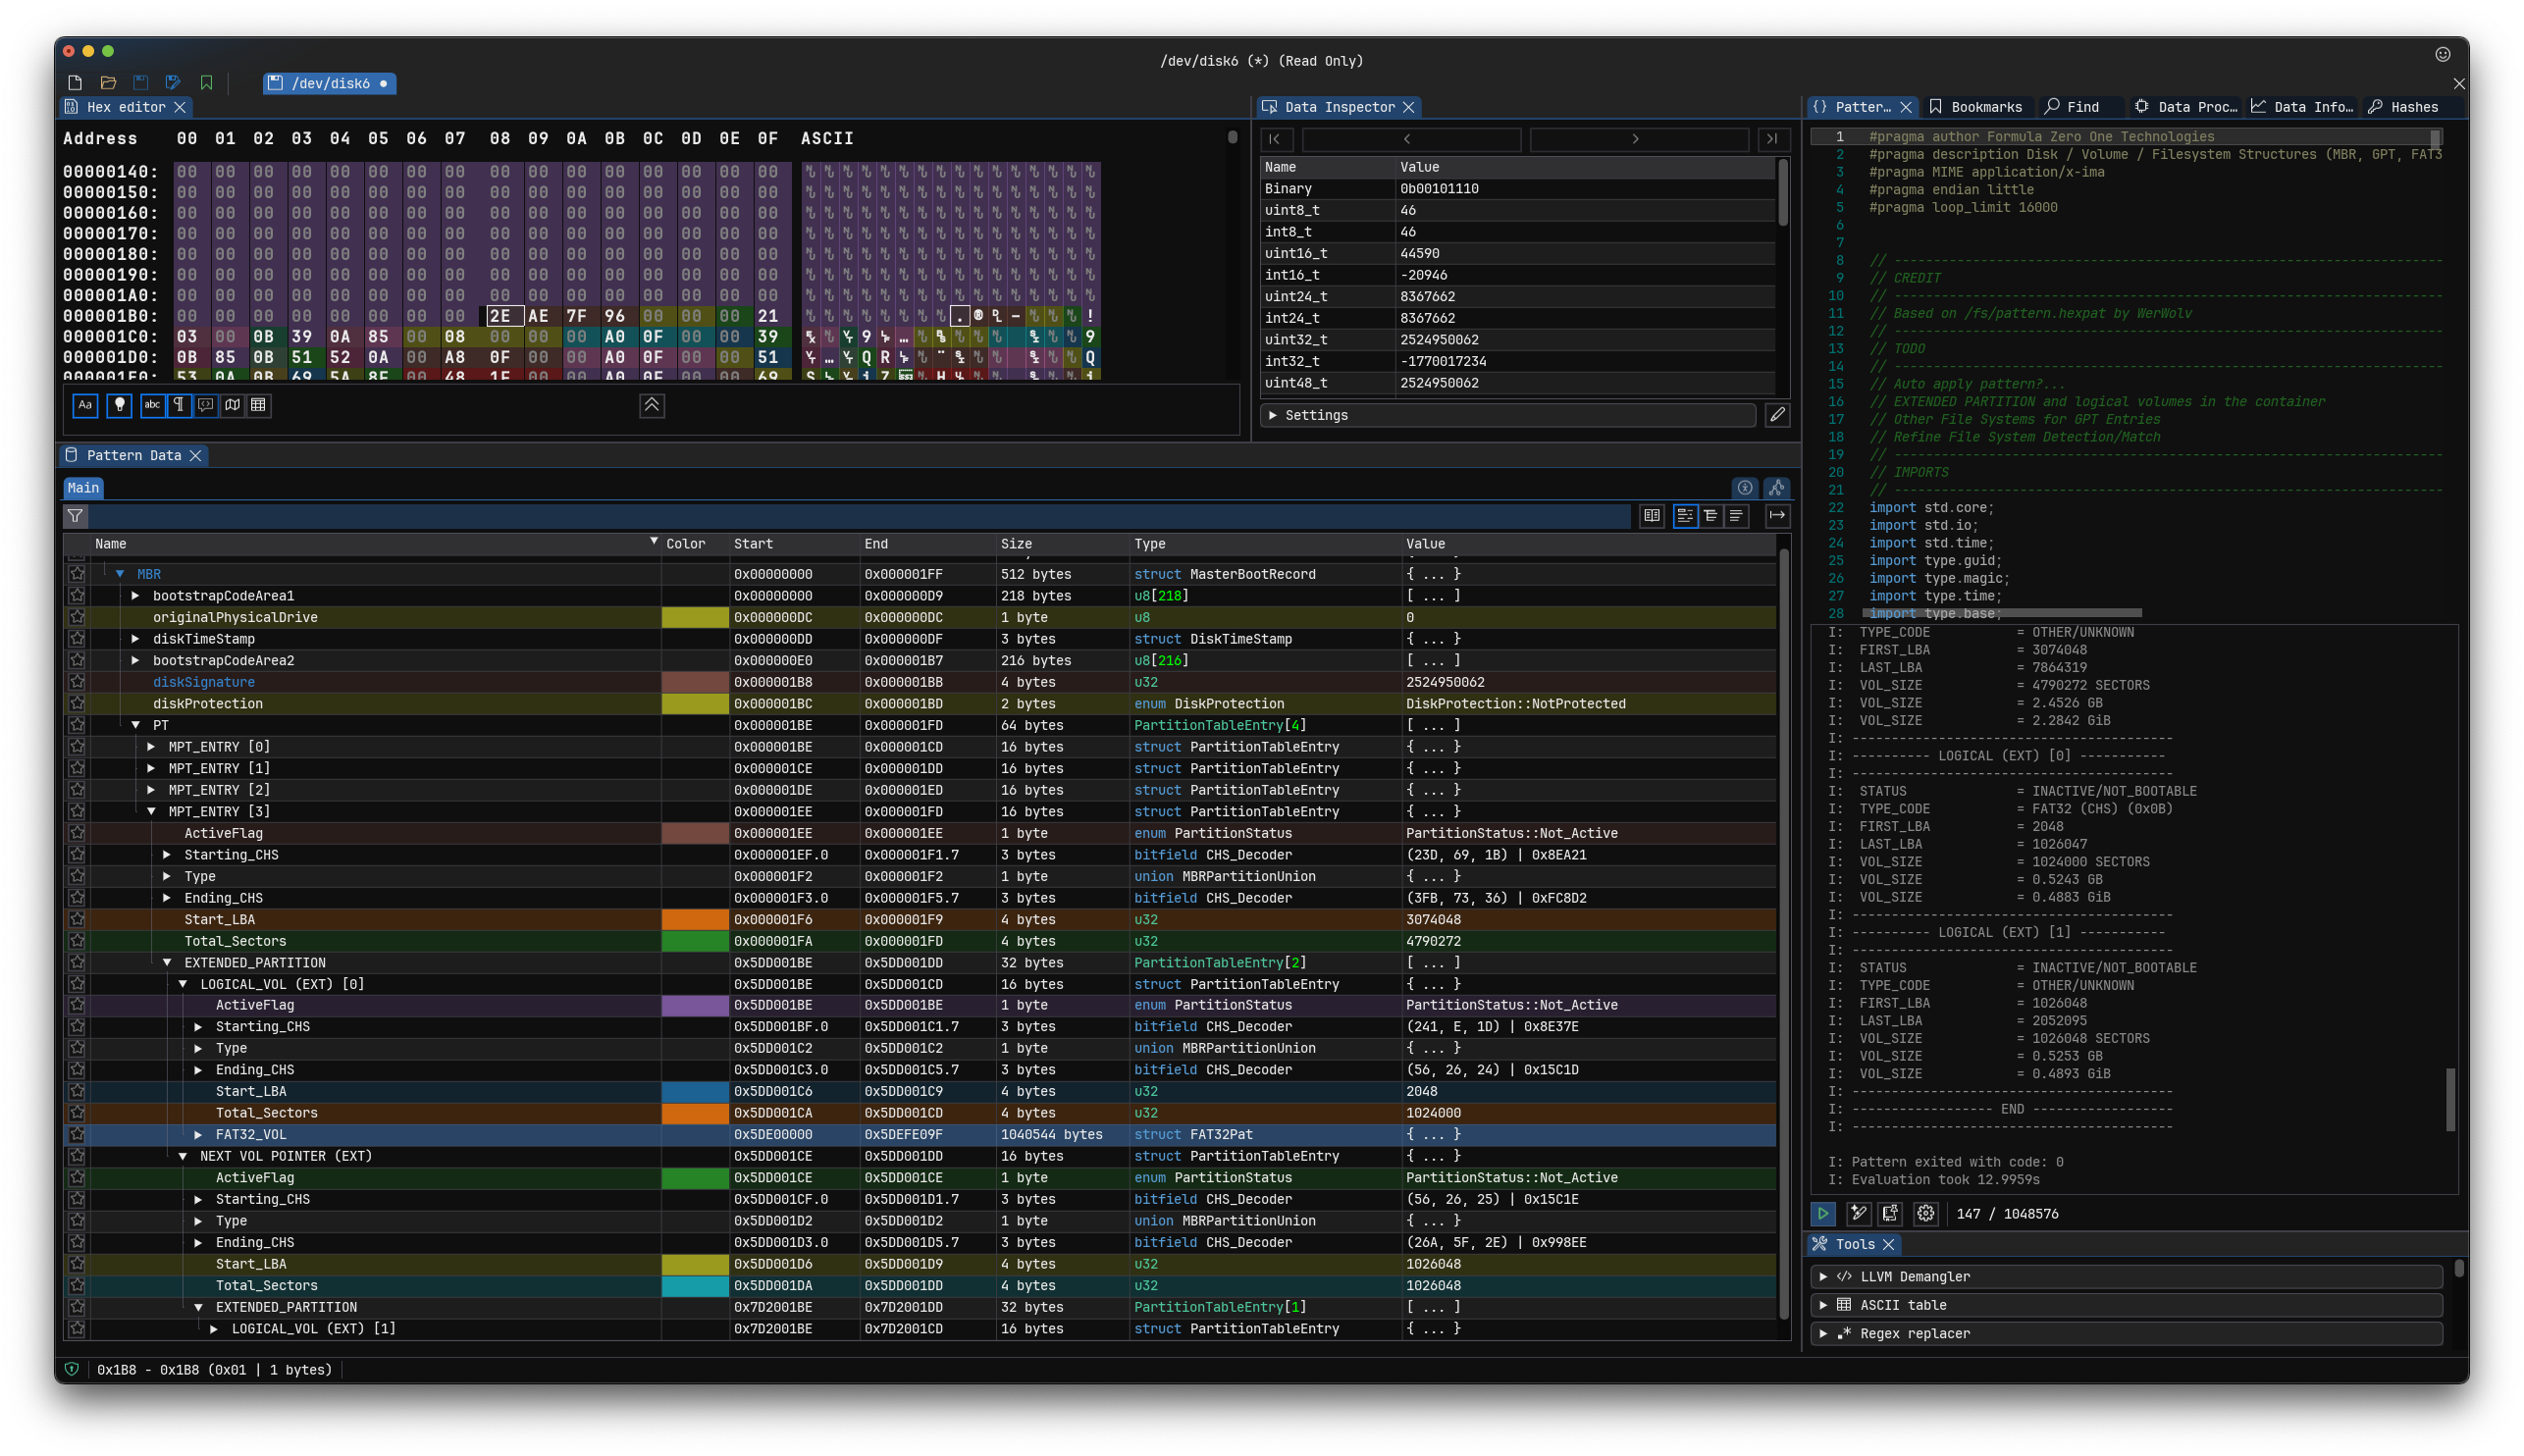 /dev/disk6 (*) (Read Only)
/dev/disk6
Hex editor
Address 00 01 02 03 04 05 06 07 08 09 0A 0B 0C 0D 0E 0F ASCII
00000140: 00 00 00 00 00 00 00 00 00 00 00 00 00 00 00 00
00000150: 00 00 00 00 00 00 00 00 00 00 00 00 00 00 00 00
00000160: 00 00 00 00 00 00 00 00 00 00 00 00 00 00 00 00
00000170: 00 00 00 00 00 00 00 00 00 00 00 00 00 00 00 00
00000180: 00 00 00 00 00 00 00 00 00 00 00 00 00 00 00 00
00000190: 00 00 00 00 00 00 00 00 00 00 00 00 00 00 00 00
000001A0: 00 00 00 00 00 00 00 00 00 00 00 00 00 00 00 00
000001B0: 00 00 00 00 00 00 00 00 2E AE 7F 96 00 00 00 21
000001C0: 03 00 0B 39 0A 85 00 08 00 00 00 A0 0F 00 00 39
000001D0: 0B 85 0B 51 52 0A 00 A8 0F 00 00 A0 0F 00 00 51
000001E0: 53 0A 0B 69 5A 8F 00 48 1F 00 00 A0 0F 00 00 69
Aa abc
Data Inspector
Name Value
Binary 0b00101110
uint8_t 46
int8_t 46
uint16_t 44590
int16_t -20946
uint24_t 8367662
int24_t 8367662
uint32_t 2524950062
int32_t -1770017234
uint48_t 2524950062
Settings
Pattern Data
Main
Name Color Start End Size Type Value
MBR 0x00000000 0x000001FF 512 bytes struct MasterBootRecord { ... }
bootstrapCodeArea1 0x00000000 0x000000D9 218 bytes u8[218] [ ... ]
originalPhysicalDrive 0x000000DC 0x000000DC 1 byte u8 0
diskTimeStamp 0x000000DD 0x000000DF 3 bytes struct DiskTimeStamp { ... }
bootstrapCodeArea2 0x000000E0 0x000001B7 216 bytes u8[216] [ ... ]
diskSignature 0x000001B8 0x000001BB 4 bytes u32 2524950062
diskProtection 0x000001BC 0x000001BD 2 bytes enum DiskProtection DiskProtection::NotProtected
PT 0x000001BE 0x000001FD 64 bytes PartitionTableEntry[4] [ ... ]
MPT_ENTRY [0] 0x000001BE 0x000001CD 16 bytes struct PartitionTableEntry { ... }
MPT_ENTRY [1] 0x000001CE 0x000001DD 16 bytes struct PartitionTableEntry { ... }
MPT_ENTRY [2] 0x000001DE 0x000001ED 16 bytes struct PartitionTableEntry { ... }
MPT_ENTRY [3] 0x000001EE 0x000001FD 16 bytes struct PartitionTableEntry { ... }
ActiveFlag 0x000001EE 0x000001EE 1 byte enum PartitionStatus PartitionStatus::Not_Active
Starting_CHS 0x000001EF.0 0x000001F1.7 3 bytes bitfield CHS_Decoder (23D, 69, 1B) | 0x8EA21
Type 0x000001F2 0x000001F2 1 byte union MBRPartitionUnion { ... }
Ending_CHS 0x000001F3.0 0x000001F5.7 3 bytes bitfield CHS_Decoder (3FB, 73, 36) | 0xFC8D2
Start_LBA 0x000001F6 0x000001F9 4 bytes u32 3074048
Total_Sectors 0x000001FA 0x000001FD 4 bytes u32 4790272
EXTENDED_PARTITION 0x5DD001BE 0x5DD001DD 32 bytes PartitionTableEntry[2] [ ... ]
LOGICAL_VOL (EXT) [0] 0x5DD001BE 0x5DD001CD 16 bytes struct PartitionTableEntry { ... }
ActiveFlag 0x5DD001BE 0x5DD001BE 1 byte enum PartitionStatus PartitionStatus::Not_Active
Starting_CHS 0x5DD001BF.0 0x5DD001C1.7 3 bytes bitfield CHS_Decoder (241, E, 1D) | 0x8E37E
Type 0x5DD001C2 0x5DD001C2 1 byte union MBRPartitionUnion { ... }
Ending_CHS 0x5DD001C3.0 0x5DD001C5.7 3 bytes bitfield CHS_Decoder (56, 26, 24) | 0x15C1D
Start_LBA 0x5DD001C6 0x5DD001C9 4 bytes u32 2048
Total_Sectors 0x5DD001CA 0x5DD001CD 4 bytes u32 1024000
FAT32_VOL 0x5DE00000 0x5DEFE09F 1040544 bytes struct FAT32Pat { ... }
NEXT VOL POINTER (EXT) 0x5DD001CE 0x5DD001DD 16 bytes struct PartitionTableEntry { ... }
ActiveFlag 0x5DD001CE 0x5DD001CE 1 byte enum PartitionStatus PartitionStatus::Not_Active
Starting_CHS 0x5DD001CF.0 0x5DD001D1.7 3 bytes bitfield CHS_Decoder (56, 26, 25) | 0x15C1E
Type 0x5DD001D2 0x5DD001D2 1 byte union MBRPartitionUnion { ... }
Ending_CHS 0x5DD001D3.0 0x5DD001D5.7 3 bytes bitfield CHS_Decoder (26A, 5F, 2E) | 0x998EE
Start_LBA 0x5DD001D6 0x5DD001D9 4 bytes u32 1026048
Total_Sectors 0x5DD001DA 0x5DD001DD 4 bytes u32 1026048
EXTENDED_PARTITION 0x7D2001BE 0x7D2001DD 32 bytes PartitionTableEntry[1] [ ... ]
LOGICAL_VOL (EXT) [1] 0x7D2001BE 0x7D2001CD 16 bytes struct PartitionTableEntry { ... }
0x1B8 - 0x1B8 (0x01 | 1 bytes)
Patter... Bookmarks Find Data Proc... Data Info... Hashes
1 #pragma author Formula Zero One Technologies
2 #pragma description Disk / Volume / Filesystem Structures (MBR, GPT, FAT3
3 #pragma MIME application/x-ima
4 #pragma endian little
5 #pragma loop_limit 16000
6
7
8 // ----------------------------------------------------------------------
9 // CREDIT
10 // ----------------------------------------------------------------------
11 // Based on /fs/pattern.hexpat by WerWolv
12 // ----------------------------------------------------------------------
13 // TODO
14 // ----------------------------------------------------------------------
15 // Auto apply pattern?...
16 // EXTENDED PARTITION and logical volumes in the container
17 // Other File Systems for GPT Entries
18 // Refine File System Detection/Match
19 // ----------------------------------------------------------------------
20 // IMPORTS
21 // ----------------------------------------------------------------------
22 import std.core;
23 import std.io;
24 import std.time;
25 import type.guid;
26 import type.magic;
27 import type.time;
28 import type.base;
I: TYPE_CODE = OTHER/UNKNOWN
I: FIRST_LBA = 3074048
I: LAST_LBA = 7864319
I: VOL_SIZE = 4790272 SECTORS
I: VOL_SIZE = 2.4526 GB
I: VOL_SIZE = 2.2842 GiB
I: -----------------------------------------
I: ---------- LOGICAL (EXT) [0] -----------
I: -----------------------------------------
I: STATUS = INACTIVE/NOT_BOOTABLE
I: TYPE_CODE = FAT32 (CHS) (0x0B)
I: FIRST_LBA = 2048
I: LAST_LBA = 1026047
I: VOL_SIZE = 1024000 SECTORS
I: VOL_SIZE = 0.5243 GB
I: VOL_SIZE = 0.4883 GiB
I: -----------------------------------------
I: ---------- LOGICAL (EXT) [1] -----------
I: -----------------------------------------
I: STATUS = INACTIVE/NOT_BOOTABLE
I: TYPE_CODE = OTHER/UNKNOWN
I: FIRST_LBA = 1026048
I: LAST_LBA = 2052095
I: VOL_SIZE = 1026048 SECTORS
I: VOL_SIZE = 0.5253 GB
I: VOL_SIZE = 0.4893 GiB
I: -----------------------------------------
I: ------------------ END ------------------
I: -----------------------------------------
I: Pattern exited with code: 0
I: Evaluation took 12.9959s
147 / 1048576
Tools
LLVM Demangler
ASCII table
Regex replacer